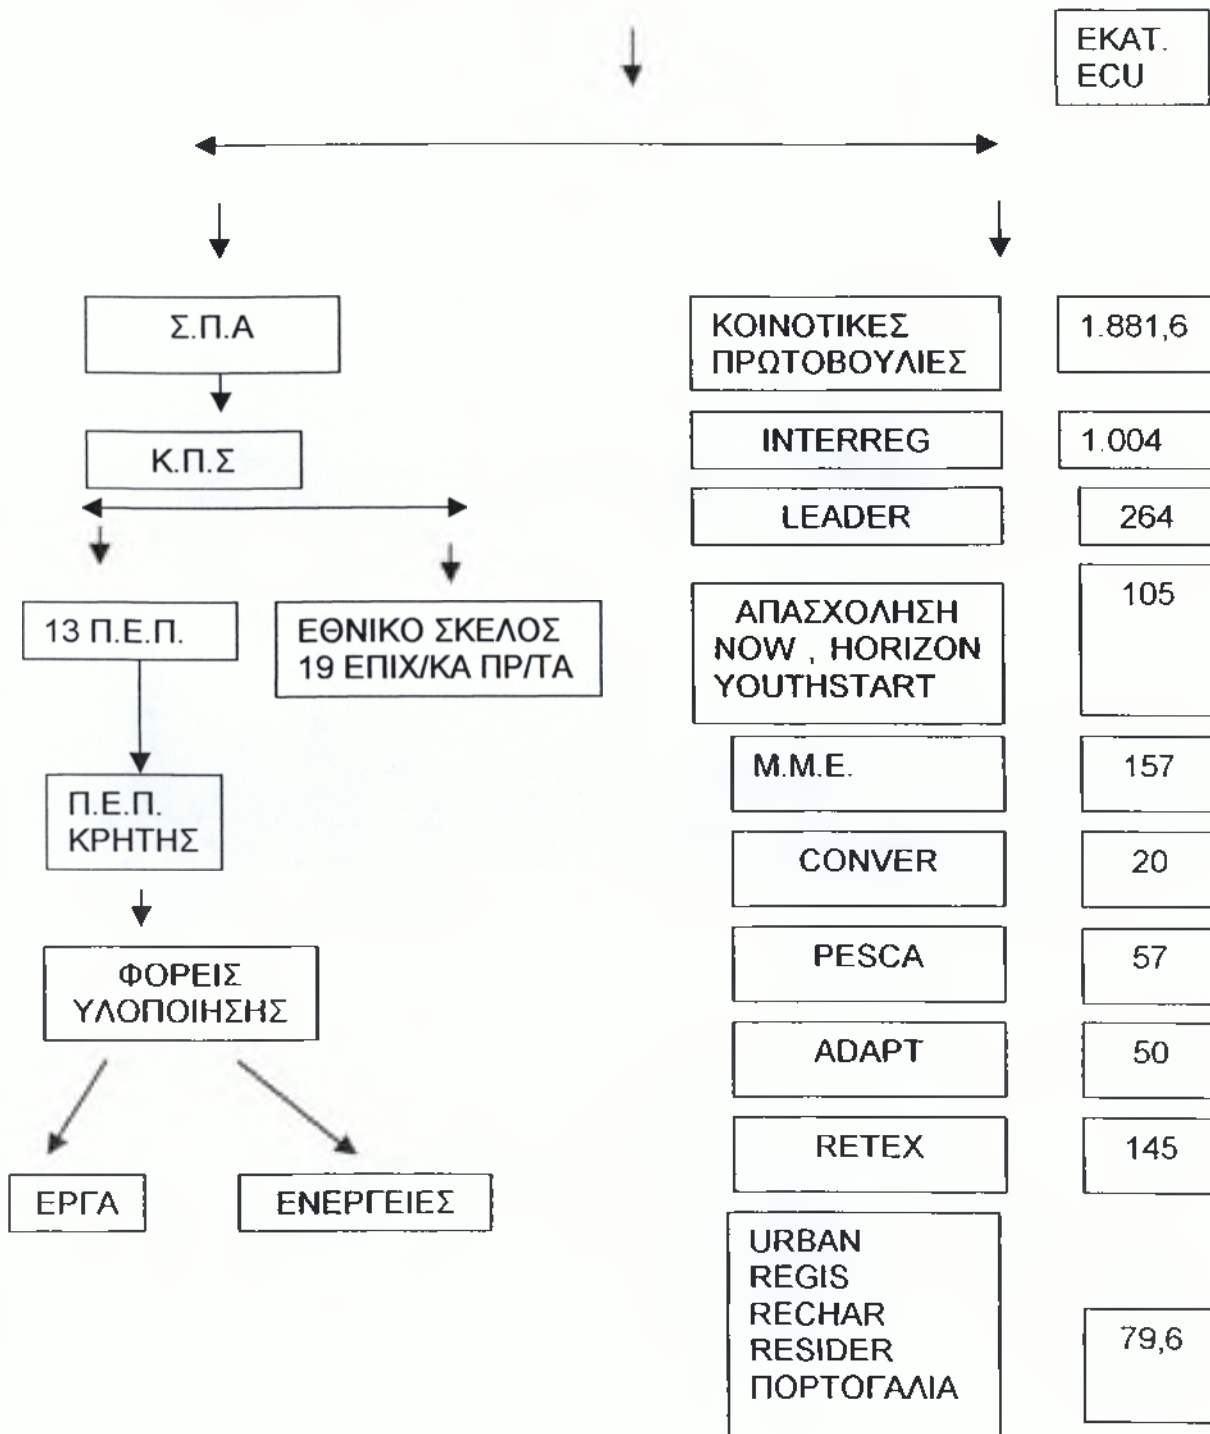 ΕΚΑΤ.
ECU
Σ.Π.Α
Κ.Π.Σ
13 Π.Ε.Π.
ΕΘΝΙΚΟ ΣΚΕΛΟΣ
19 ΕΠΙΧ/ΚΑ ΠΡ/ΤΑ
Π.Ε.Π.
ΚΡΗΤΗΣ
ΦΟΡΕΙΣ
ΥΛΟΠΟΙΗΣΗΣ
ΕΡΓΑ
ΕΝΕΡΓΕΙΕΣ
ΚΟΙΝΟΤΙΚΕΣ
ΠΡΩΤΟΒΟΥΛΙΕΣ
1.881,6
INTERREG
1.004
LEADER
264
ΑΠΑΣΧΟΛΗΣΗ
NOW , HORIZON
YOUTHSTART
105
Μ.Μ.Ε.
157
CONVER
20
PESCA
57
ADAPT
50
RETEX
145
URBAN
REGIS
RECHAR
RESIDER
ΠΟΡΤΟΓΑΛΙΑ
79,6